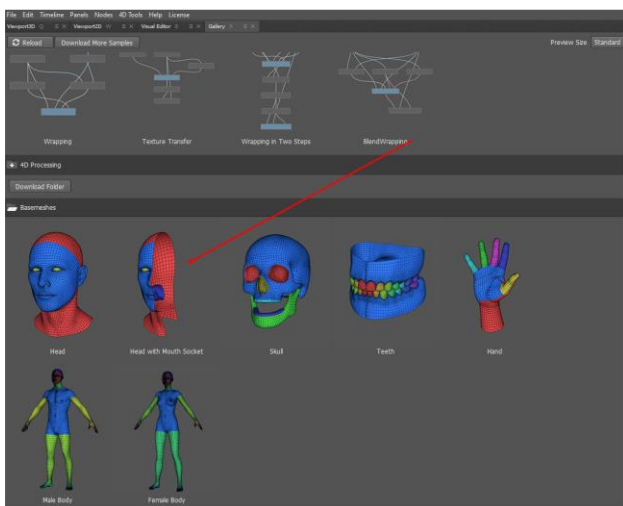 File Edit Timeline Panels Nodes 4D Tools Help License
Viewport3D Viewport2D Visual Editor Gallery
Reload Download More Samples Preview Size Standard
Wrapping Texture Transfer Wrapping in Two Steps BlendWrapping
4D Processing
Download Folder
Basemeshes
Head Head with Mouth Socket Skull Teeth Hand
Male Body Female Body